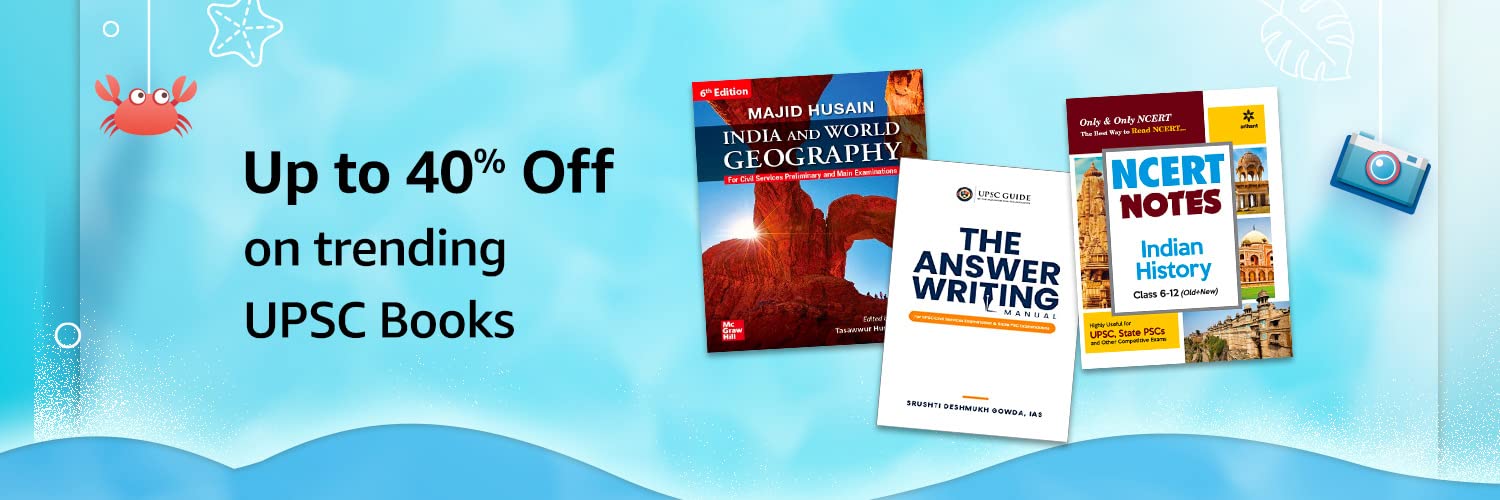 Up to 40% Off
on trending
UPSC Books
6th Edition
MAJID HUSAIN
INDIA AND WORLD
GEOGRAPHY
For Civil Services Preliminary and Main Examinations
Edited
Tasawwur
Mc
Graw
Hill
UPSC GUIDE
THE
ANSWER
WRITING
MANUAL
SRUSHTI DESHMUKH GOWDA, IAS
Only & Only NCERT
The Best Way to Read NCERT...
arihant
NCERT
NOTES
Indian
History
Class 6-12 (Old+New)
Highly Useful for
UPSC, State PSCs
and Other Competitive Exams